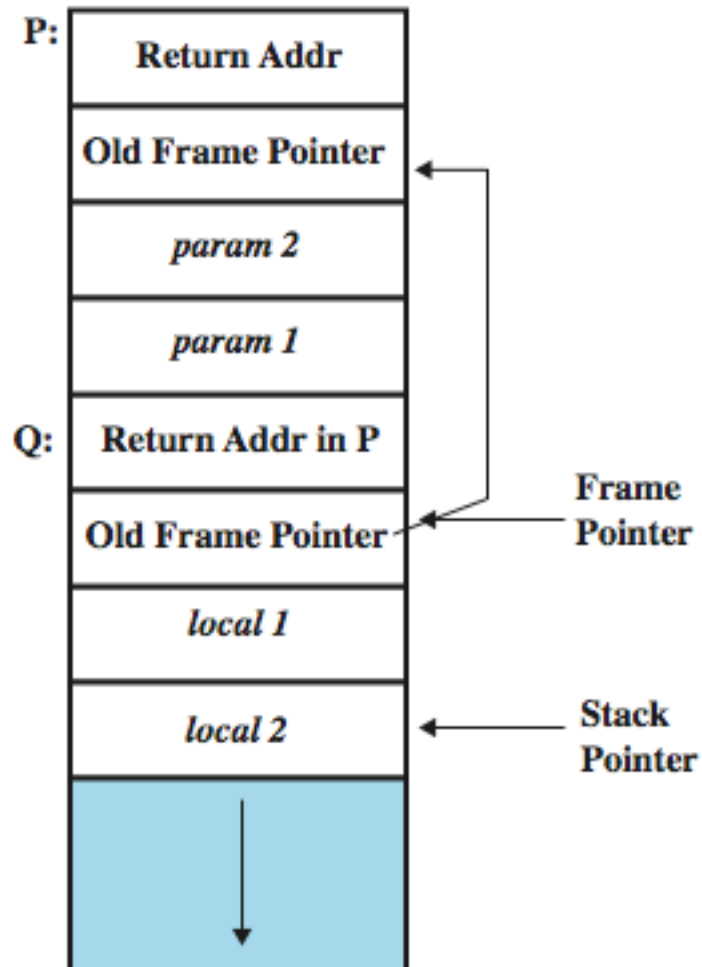 P:
Return Addr
Old Frame Pointer
param 2
param 1
Q:
Return Addr in P
Old Frame Pointer
Frame
Pointer
local 1
local 2
Stack
Pointer